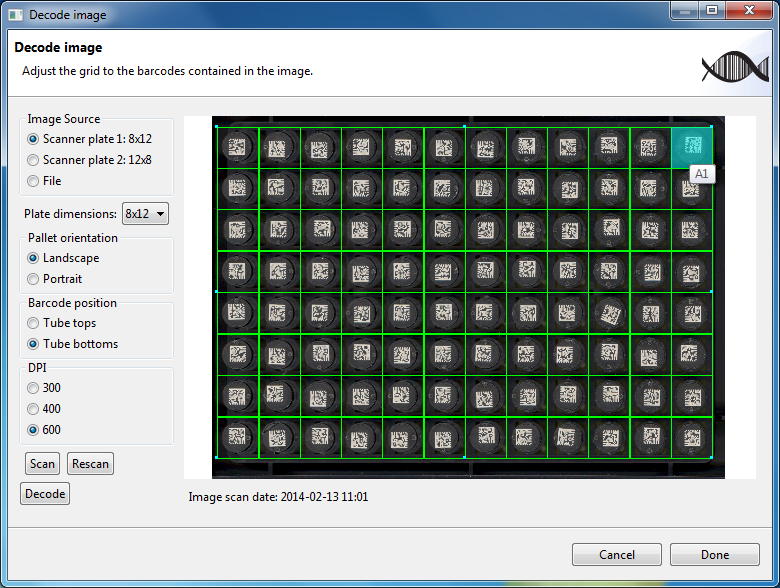 Decode image
Decode image
Adjust the grid to the barcodes contained in the image.
Image Source
Scanner plate 1: 8x12
Scanner plate 2: 12x8
File
Plate dimensions: 8x12
Pallet orientation
Landscape
Portrait
Barcode position
Tube tops
Tube bottoms
DPI
300
400
600
Scan Rescan
Decode
A1
Image scan date: 2014-02-13 11:01
Cancel Done